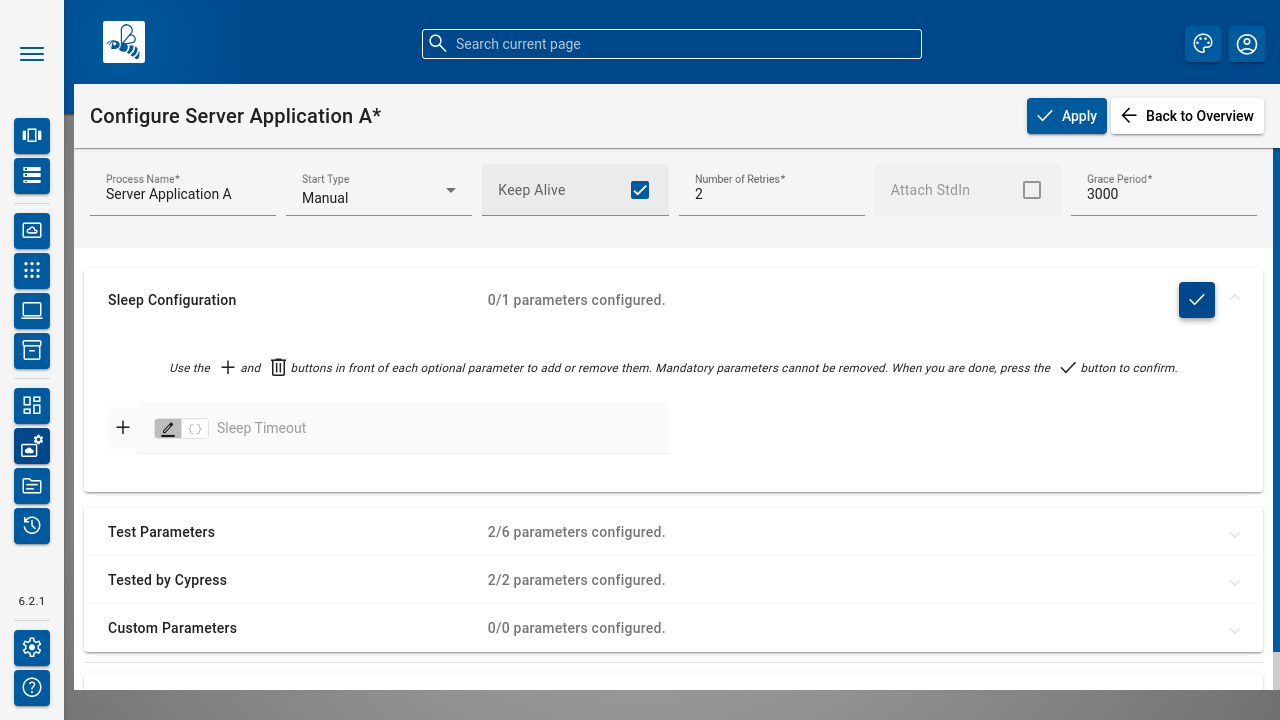 Search current page
Configure Server Application A*
Apply
Back to Overview
Process Name*
Server Application A
Start Type
Manual
Keep Alive
Number of Retries*
2
Attach StdIn
Grace Period*
3000
Sleep Configuration
0/1 parameters configured.
Use the and buttons in front of each optional parameter to add or remove them. Mandatory parameters cannot be removed. When you are done, press the button to confirm.
Sleep Timeout
Test Parameters
2/6 parameters configured.
Tested by Cypress
2/2 parameters configured.
Custom Parameters
0/0 parameters configured.
6.2.1